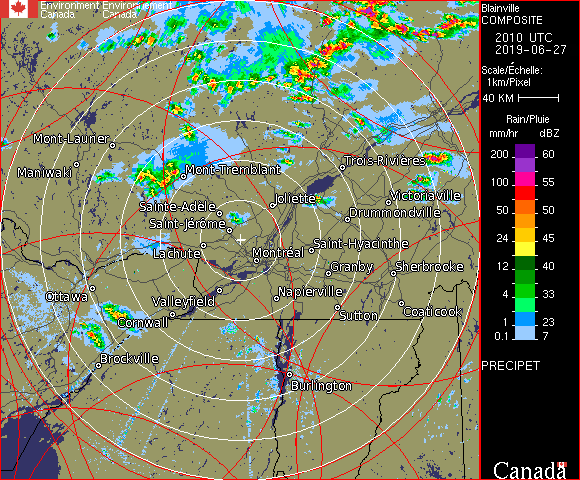 Environment Environnement
Canada Canada
Blainville
COMPOSITE
2010 UTC
2019-06-27
Scale/Échelle:
1km/Pixel
40 KM
Rain/Pluie
mm/hr dBZ
200 60
100 55
50 50
24 45
12 40
4 33
1 23
0.1 7
PRECIPET
Mont-Laurier
Maniwaki
Mont-Tremblant
Trois-Rivières
Sainte-Adèle
Joliette
Victoriaville
Drummondville
Saint-Jérôme
Lachute
Montréal
Saint-Hyacinthe
Granby
Sherbrooke
Ottawa
Valleyfield
Napierville
Cornwall
Sutton
Coaticook
Brockville
Burlington
Canada